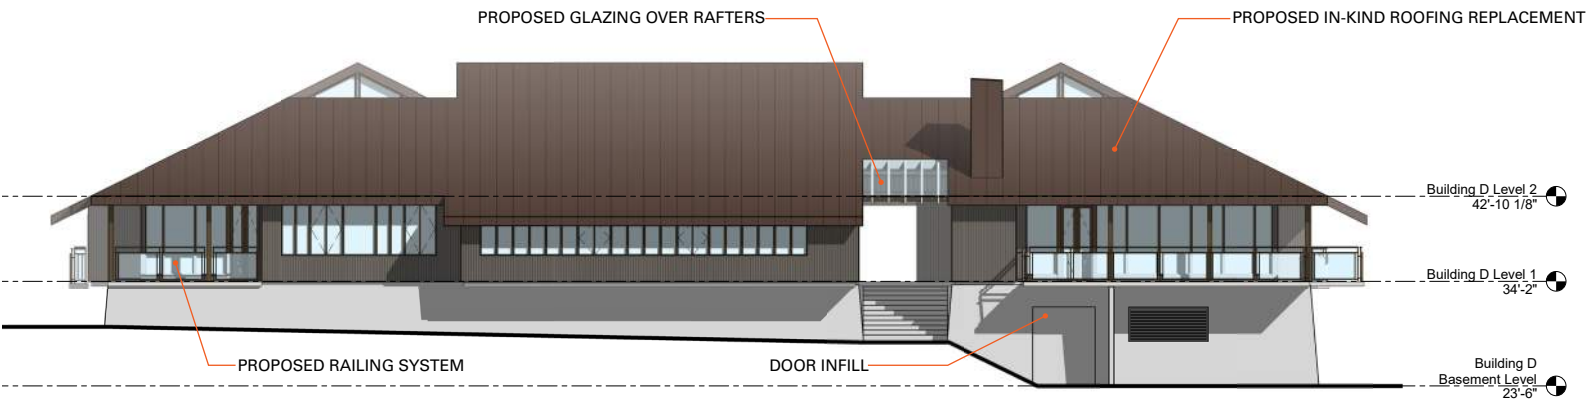 PROPOSED GLAZING OVER RAFTERS
PROPOSED IN-KIND ROOFING REPLACEMENT
Building D Level 2
42'-10 1/8"
Building D Level 1
34'-2"
PROPOSED RAILING SYSTEM
DOOR INFILL
Building D
Basement Level
23'-6"